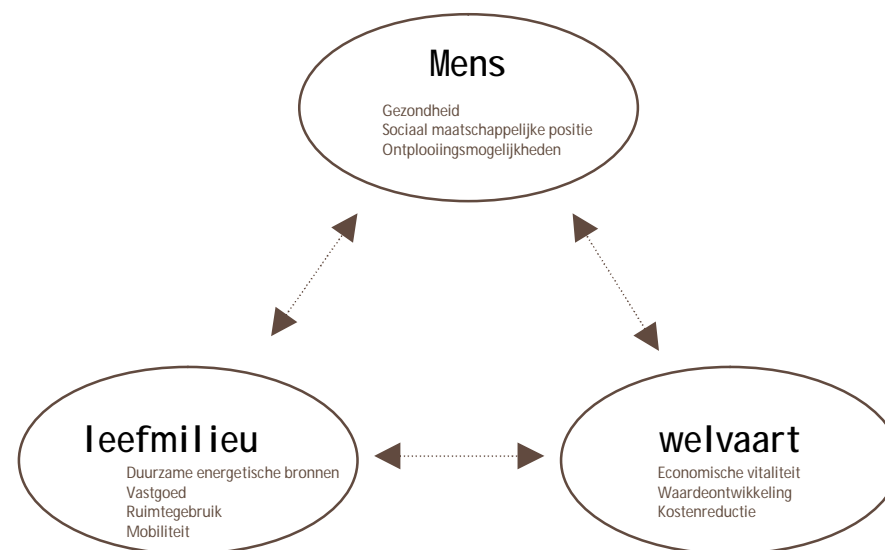 Mens
Gezondheid
Sociaal maatschappelijke positie
Ontplooiingsmogelijkheden
leefmilieu
Duurzame energetische bronnen
Vastgoed
Ruimtegebruik
Mobiliteit
welvaart
Economische vitaliteit
Waardeontwikkeling
Kostenreductie